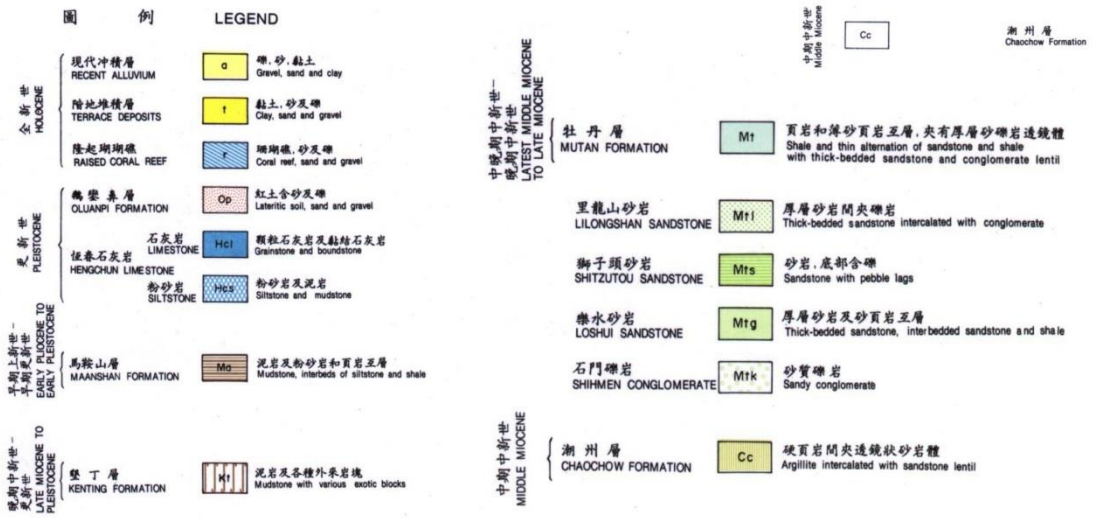 圖 例 LEGEND
全新世
HOLOCENE
現代冲積層
RECENT ALLUVIUM
a
礫,砂,黏土
Gravel, sand and clay
階地堆積層
TERRACE DEPOSITS
t
黏土,砂及礫
Clay, sand and gravel
隆起珊瑚礁
RAISED CORAL REEF
r
珊瑚礁,砂及礫
Coral reef, sand and gravel
更新世
PLEISTOCENE
鵝鑾鼻層
OLUANPI FORMATION
Op
紅土含砂及礫
Lateritic soil, sand and gravel
恆春石灰岩
HENGCHUN LIMESTONE
石灰岩
LIMESTONE
Hcl
顆粒石灰岩及黏結石灰岩
Grainstone and boundstone
粉砂岩
SILTSTONE
Hcs
粉砂岩及泥岩
Siltstone and mudstone
早期上新世－
早期更新世
EARLY PLIOCENE TO
EARLY PLEISTOCENE
馬鞍山層
MAANSHAN FORMATION
Ma
泥岩及粉砂岩和頁岩互層
Mudstone, interbeds of siltstone and shale
晚期中新世－
更新世
LATE MIOCENE TO
PLEISTOCENE
墾丁層
KENTING FORMATION
Kt
泥岩及各種外來岩塊
Mudstone with various exotic blocks
中期中新世
Middle Miocene
Cc
潮州層
Chaochow Formation
中晚期中新世－
晚期中新世
LATEST MIDDLE MIOCENE
TO LATE MIOCENE
牡丹層
MUTAN FORMATION
Mt
頁岩和薄砂頁岩互層,夾有厚層砂礫岩透鏡體
Shale and thin alternation of sandstone and shale
with thick-bedded sandstone and conglomerate lentil
里龍山砂岩
LILONGSHAN SANDSTONE
Mtl
厚層砂岩間夾礫岩
Thick-bedded sandstone intercalated with conglomerate
獅子頭砂岩
SHITZUTOU SANDSTONE
Mts
砂岩,底部含礫
Sandstone with pebble lags
樂水砂岩
LOSHUI SANDSTONE
Mtg
厚層砂岩及砂頁岩互層
Thick-bedded sandstone, interbedded sandstone and shale
石門礫岩
SHIHMEN CONGLOMERATE
Mtk
砂質礫岩
Sandy conglomerate
中期中新世
MIDDLE MIOCENE
潮州層
CHAOCHOW FORMATION
Cc
硬頁岩間夾透鏡狀砂岩體
Argillite intercalated with sandstone lentil